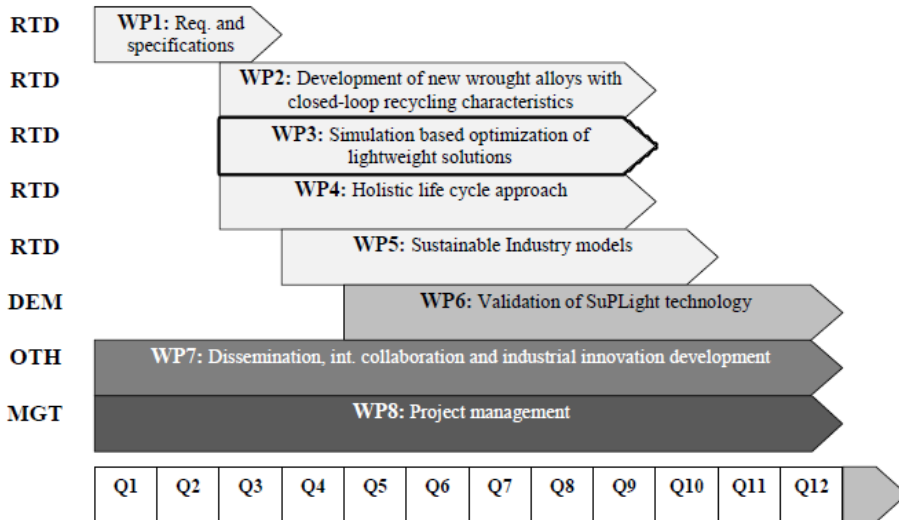 RTD
WP1: Req. and
specifications
RTD
WP2: Development of new wrought alloys with
closed-loop recycling characteristics
RTD
WP3: Simulation based optimization of
lightweight solutions
RTD
WP4: Holistic life cycle approach
RTD
WP5: Sustainable Industry models
DEM
WP6: Validation of SuPLight technology
OTH
WP7: Dissemination, int. collaboration and industrial innovation development
MGT
WP8: Project management
Q1 Q2 Q3 Q4 Q5 Q6 Q7 Q8 Q9 Q10 Q11 Q12